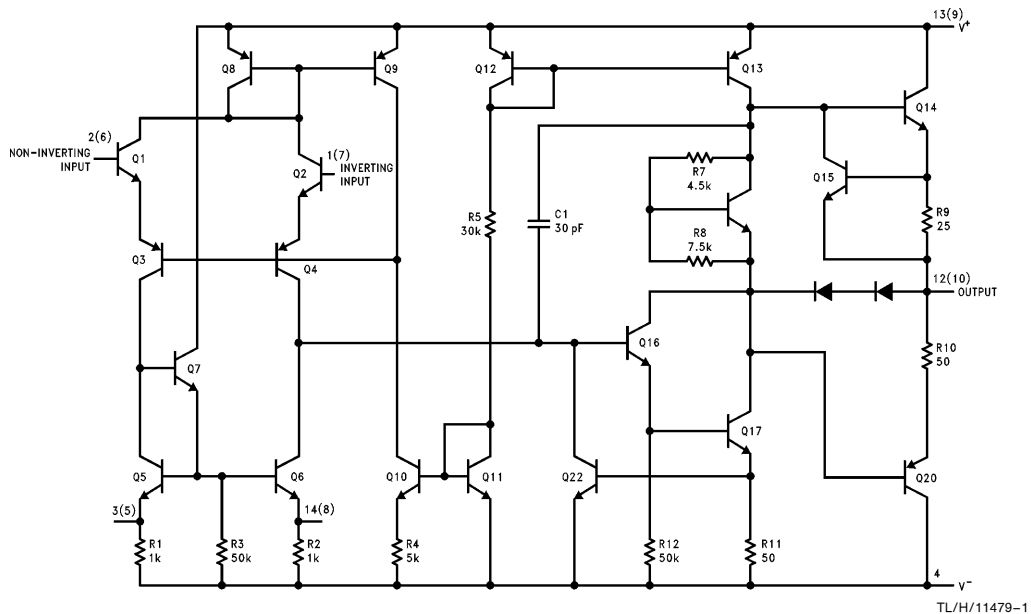 13(9)
V+
Q8
Q9
Q12
Q13
Q14
2(6)
NON-INVERTING
INPUT
Q1
1(7)
Q2
INVERTING
INPUT
R7
4.5k
Q15
R5
30k
C1
30 pF
R9
25
R8
7.5k
Q3
Q4
12(10)
OUTPUT
Q16
R10
50
Q7
Q17
Q5
Q6
Q10
Q11
Q22
Q20
3(5)
14(8)
R1
1k
R3
50k
R2
1k
R4
5k
R12
50k
R11
50
4
V-
TL/H/11479-1